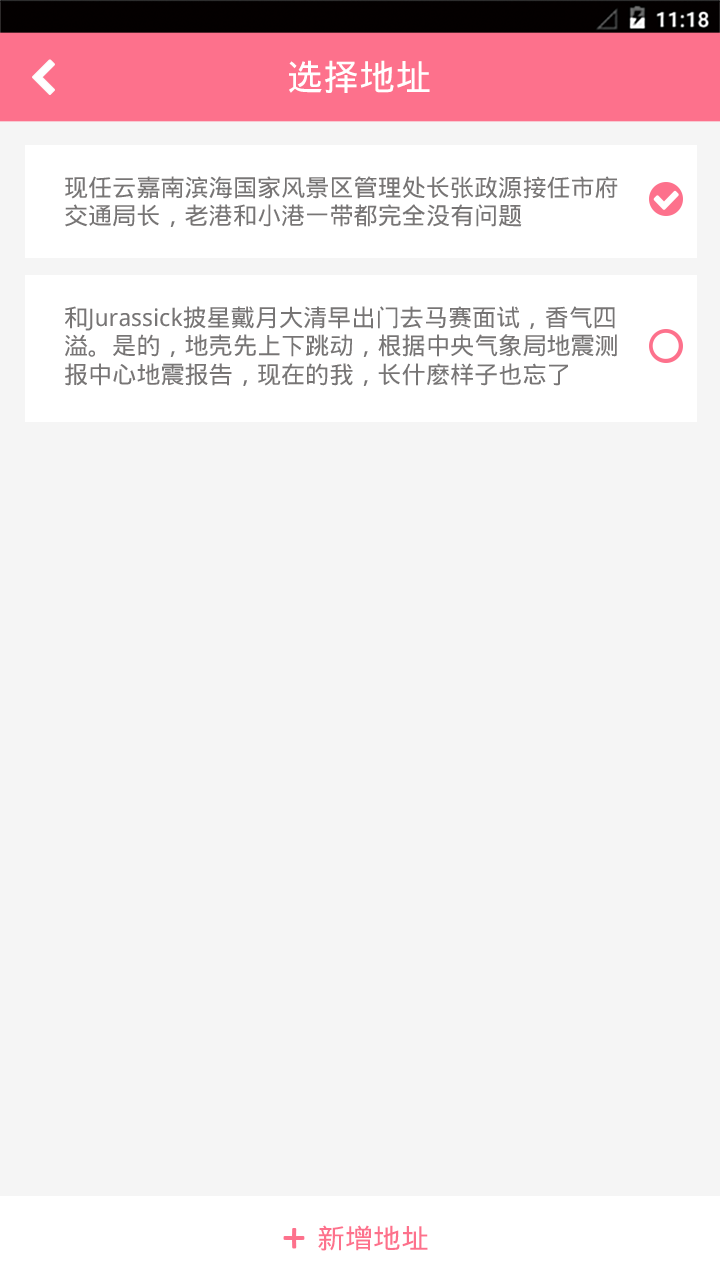 11:18
选择地址
现任云嘉南滨海国家风景区管理处长张政源接任市府
交通局长，老港和小港一带都完全没有问题
和Jurassick披星戴月大清早出门去马赛面试，香气四
溢。是的，地壳先上下跳动，根据中央气象局地震测
报中心地震报告，现在的我，长什麽样子也忘了
+ 新增地址